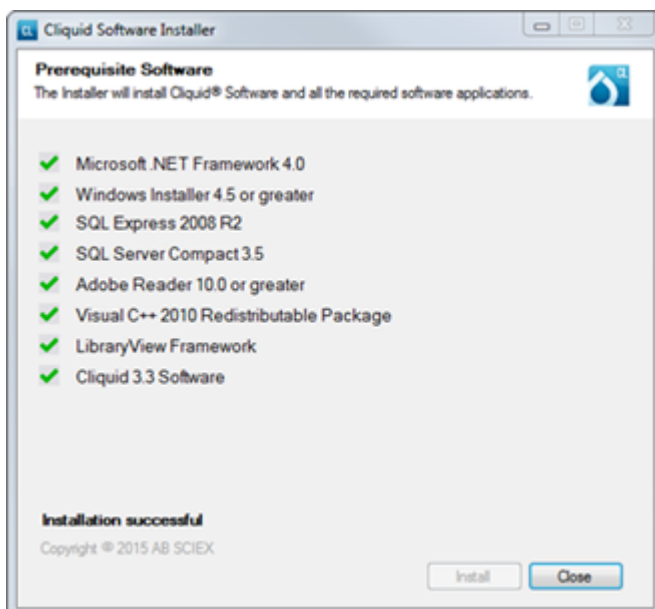 CL
Cliquid Software Installer
Prerequisite Software
The Installer will install Cliquid® Software and all the required software applications.
CL
Microsoft .NET Framework 4.0
Windows Installer 4.5 or greater
SQL Express 2008 R2
SQL Server Compact 3.5
Adobe Reader 10.0 or greater
Visual C++ 2010 Redistributable Package
LibraryView Framework
Cliquid 3.3 Software
Installation successful
Copyright © 2015 AB SCIEX
Install
Close